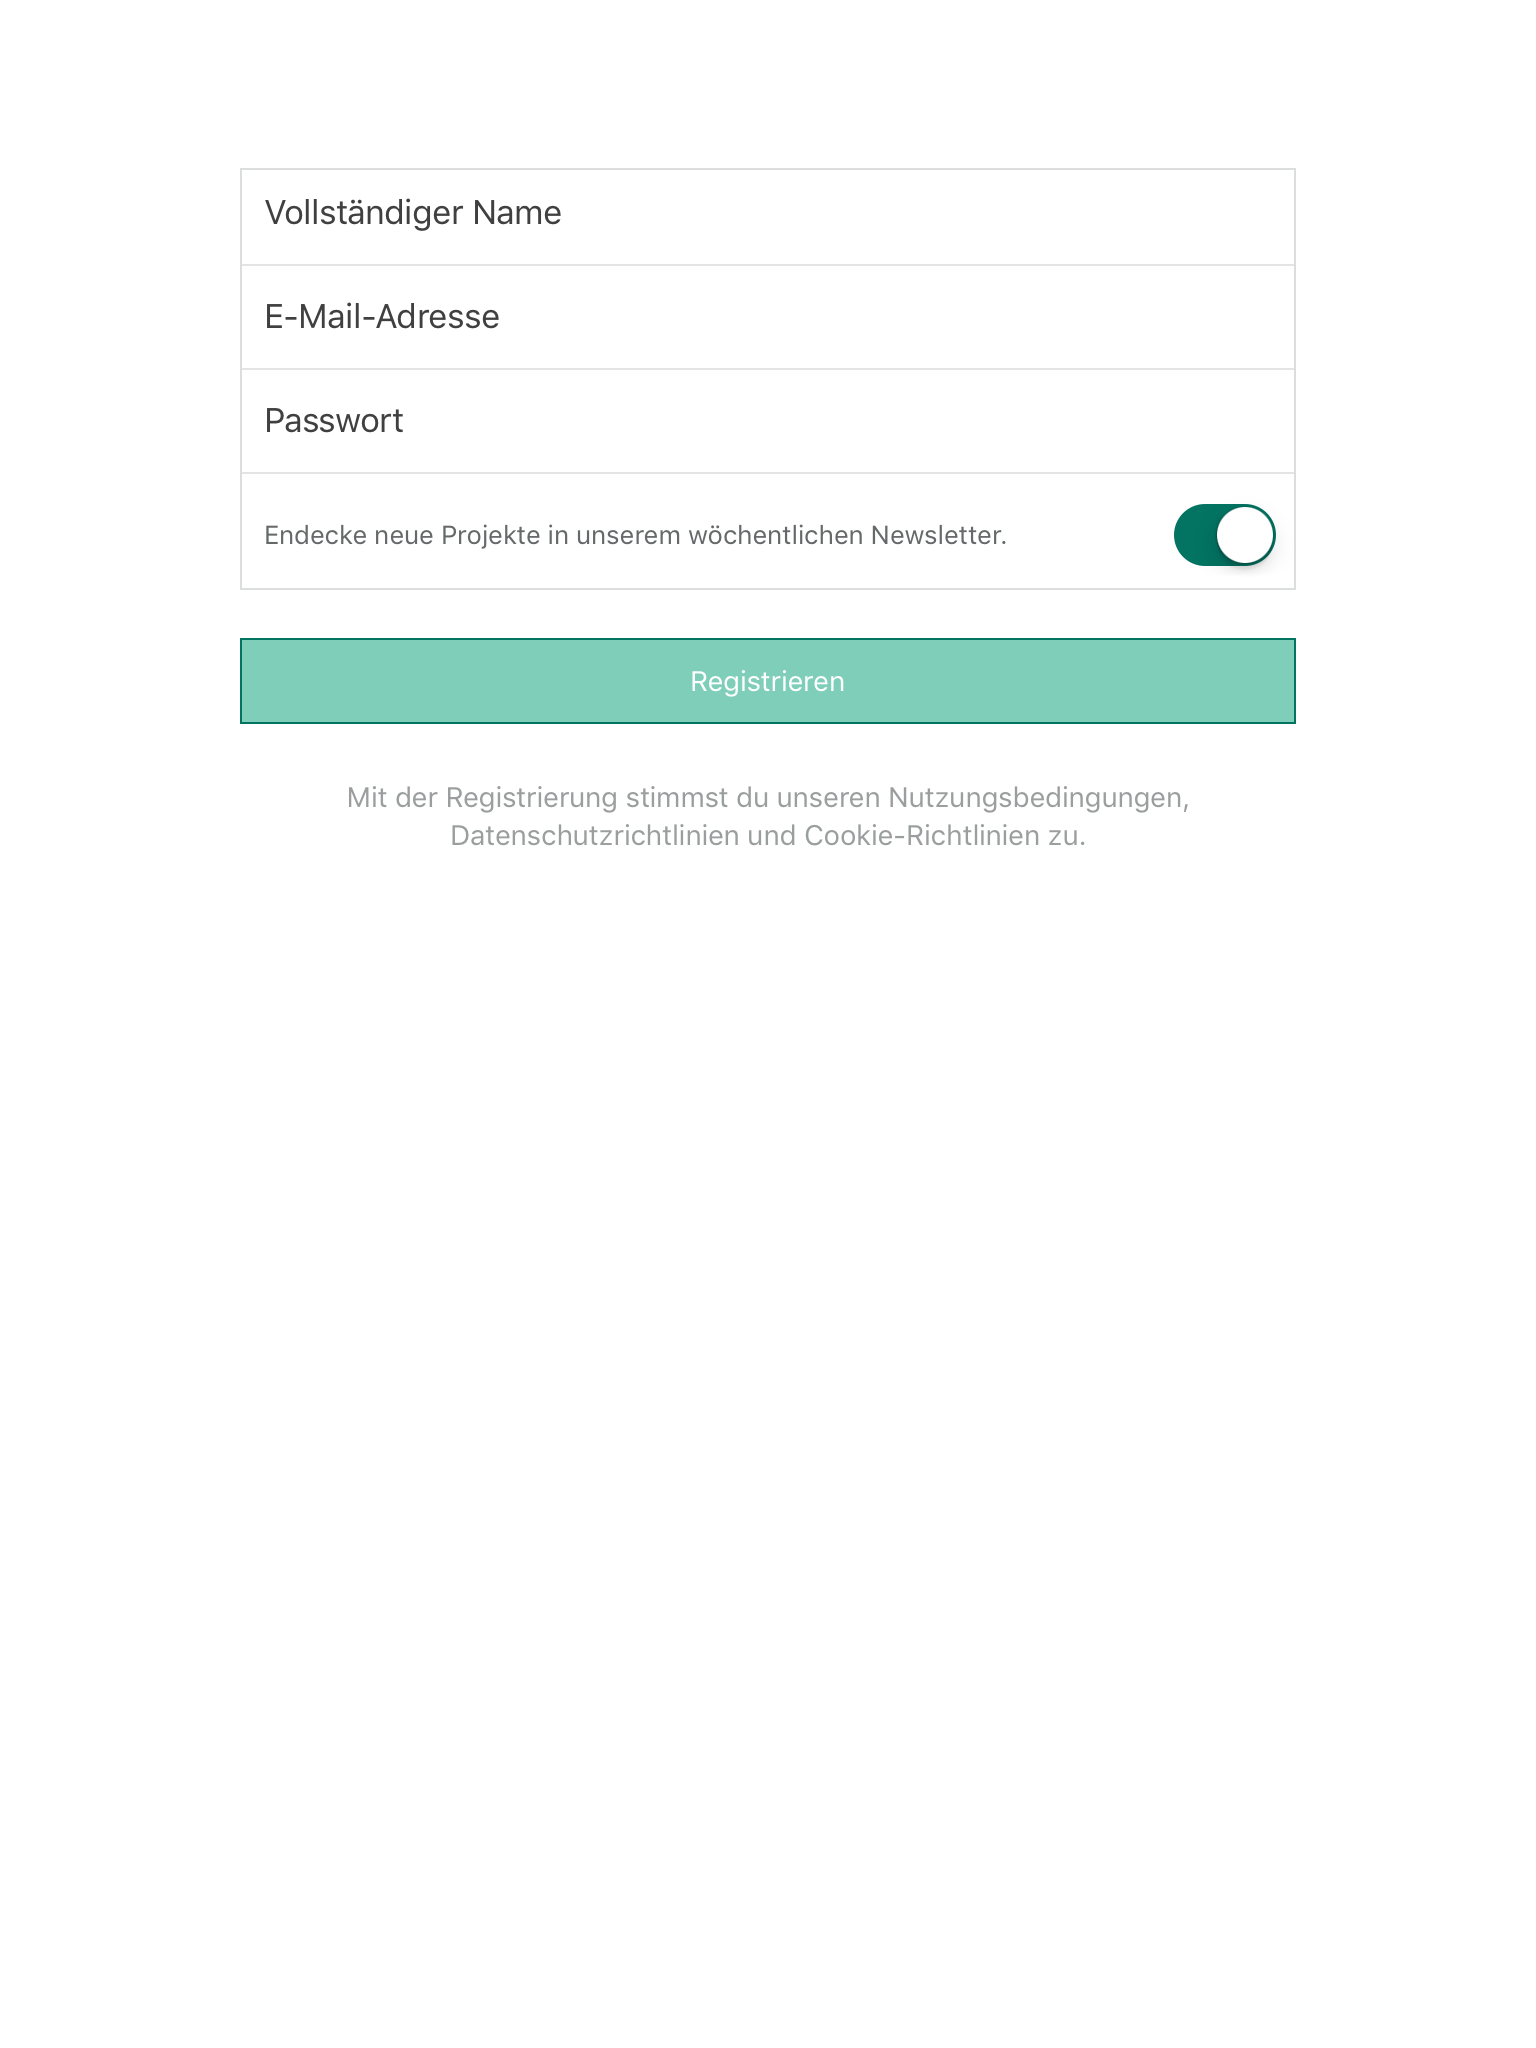 Vollständiger Name
E-Mail-Adresse
Passwort
Endecke neue Projekte in unserem wöchentlichen Newsletter.
Registrieren
Mit der Registrierung stimmst du unseren Nutzungsbedingungen,
Datenschutzrichtlinien und Cookie-Richtlinien zu.